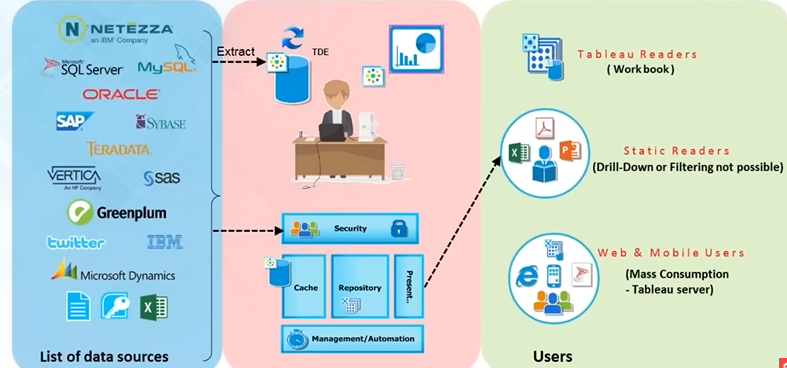 NETEZZA
an IBM Company
Microsoft
SQL Server
MySQL
ORACLE
SAP
SYBASE
TERADATA
VERTICA
An HP Company
sas
Greenplum
twitter
IBM
Microsoft Dynamics
List of data sources
Extract
TDE
Security
Cache
Repository
Present..
Management/Automation
Tableau Readers
( Work book )
Static Readers
(Drill-Down or Filtering not possible)
Web & Mobile Users
(Mass Consumption
- Tableau server)
Users